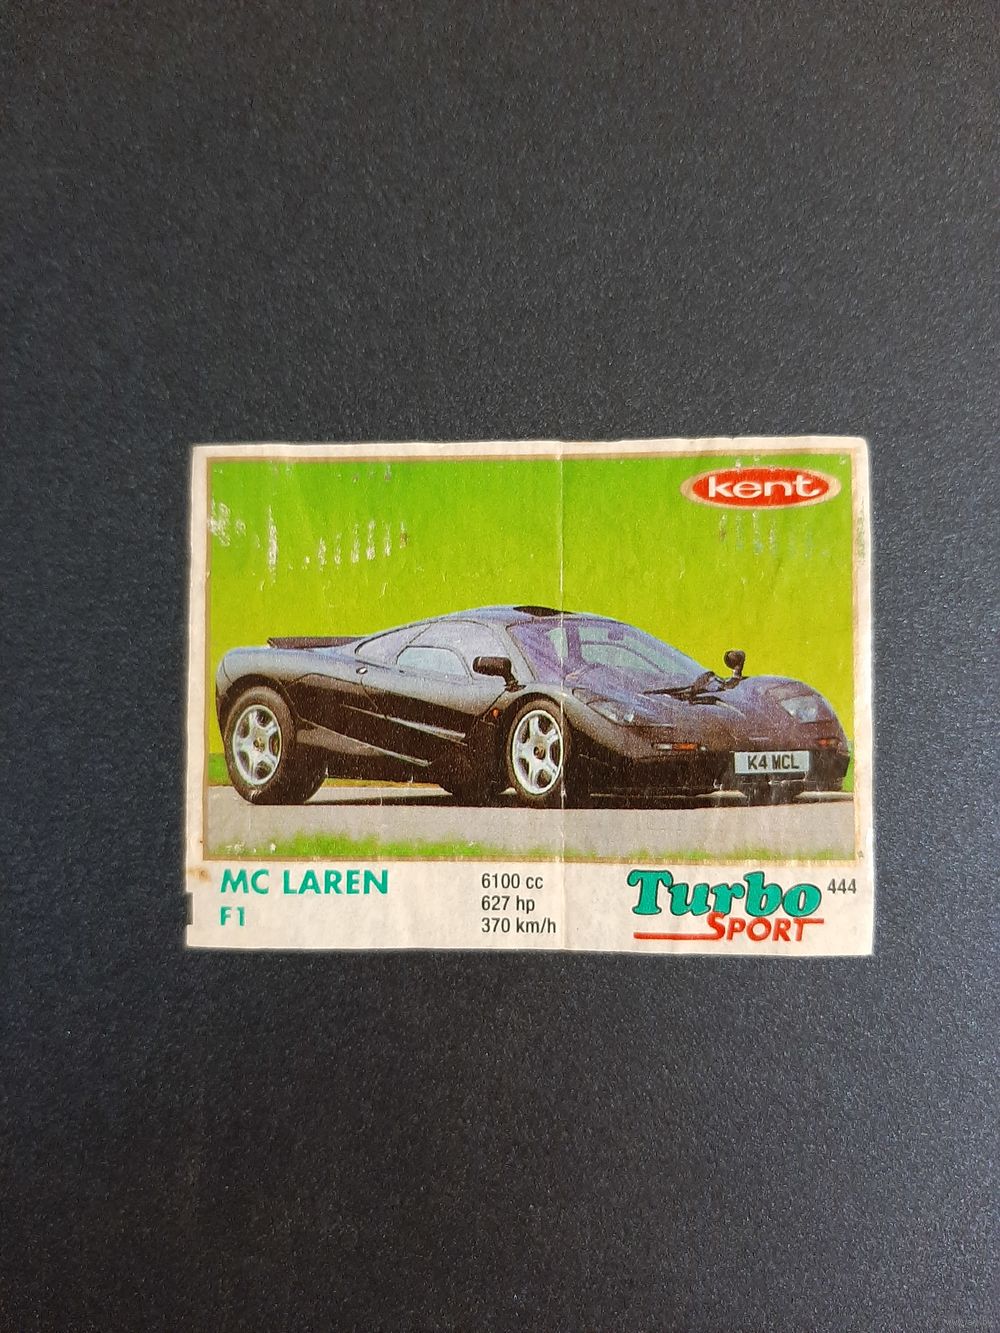 kent
K4 MCL
MC LAREN
F1
6100 cc
627 hp
370 km/h
Turbo
SPORT
444